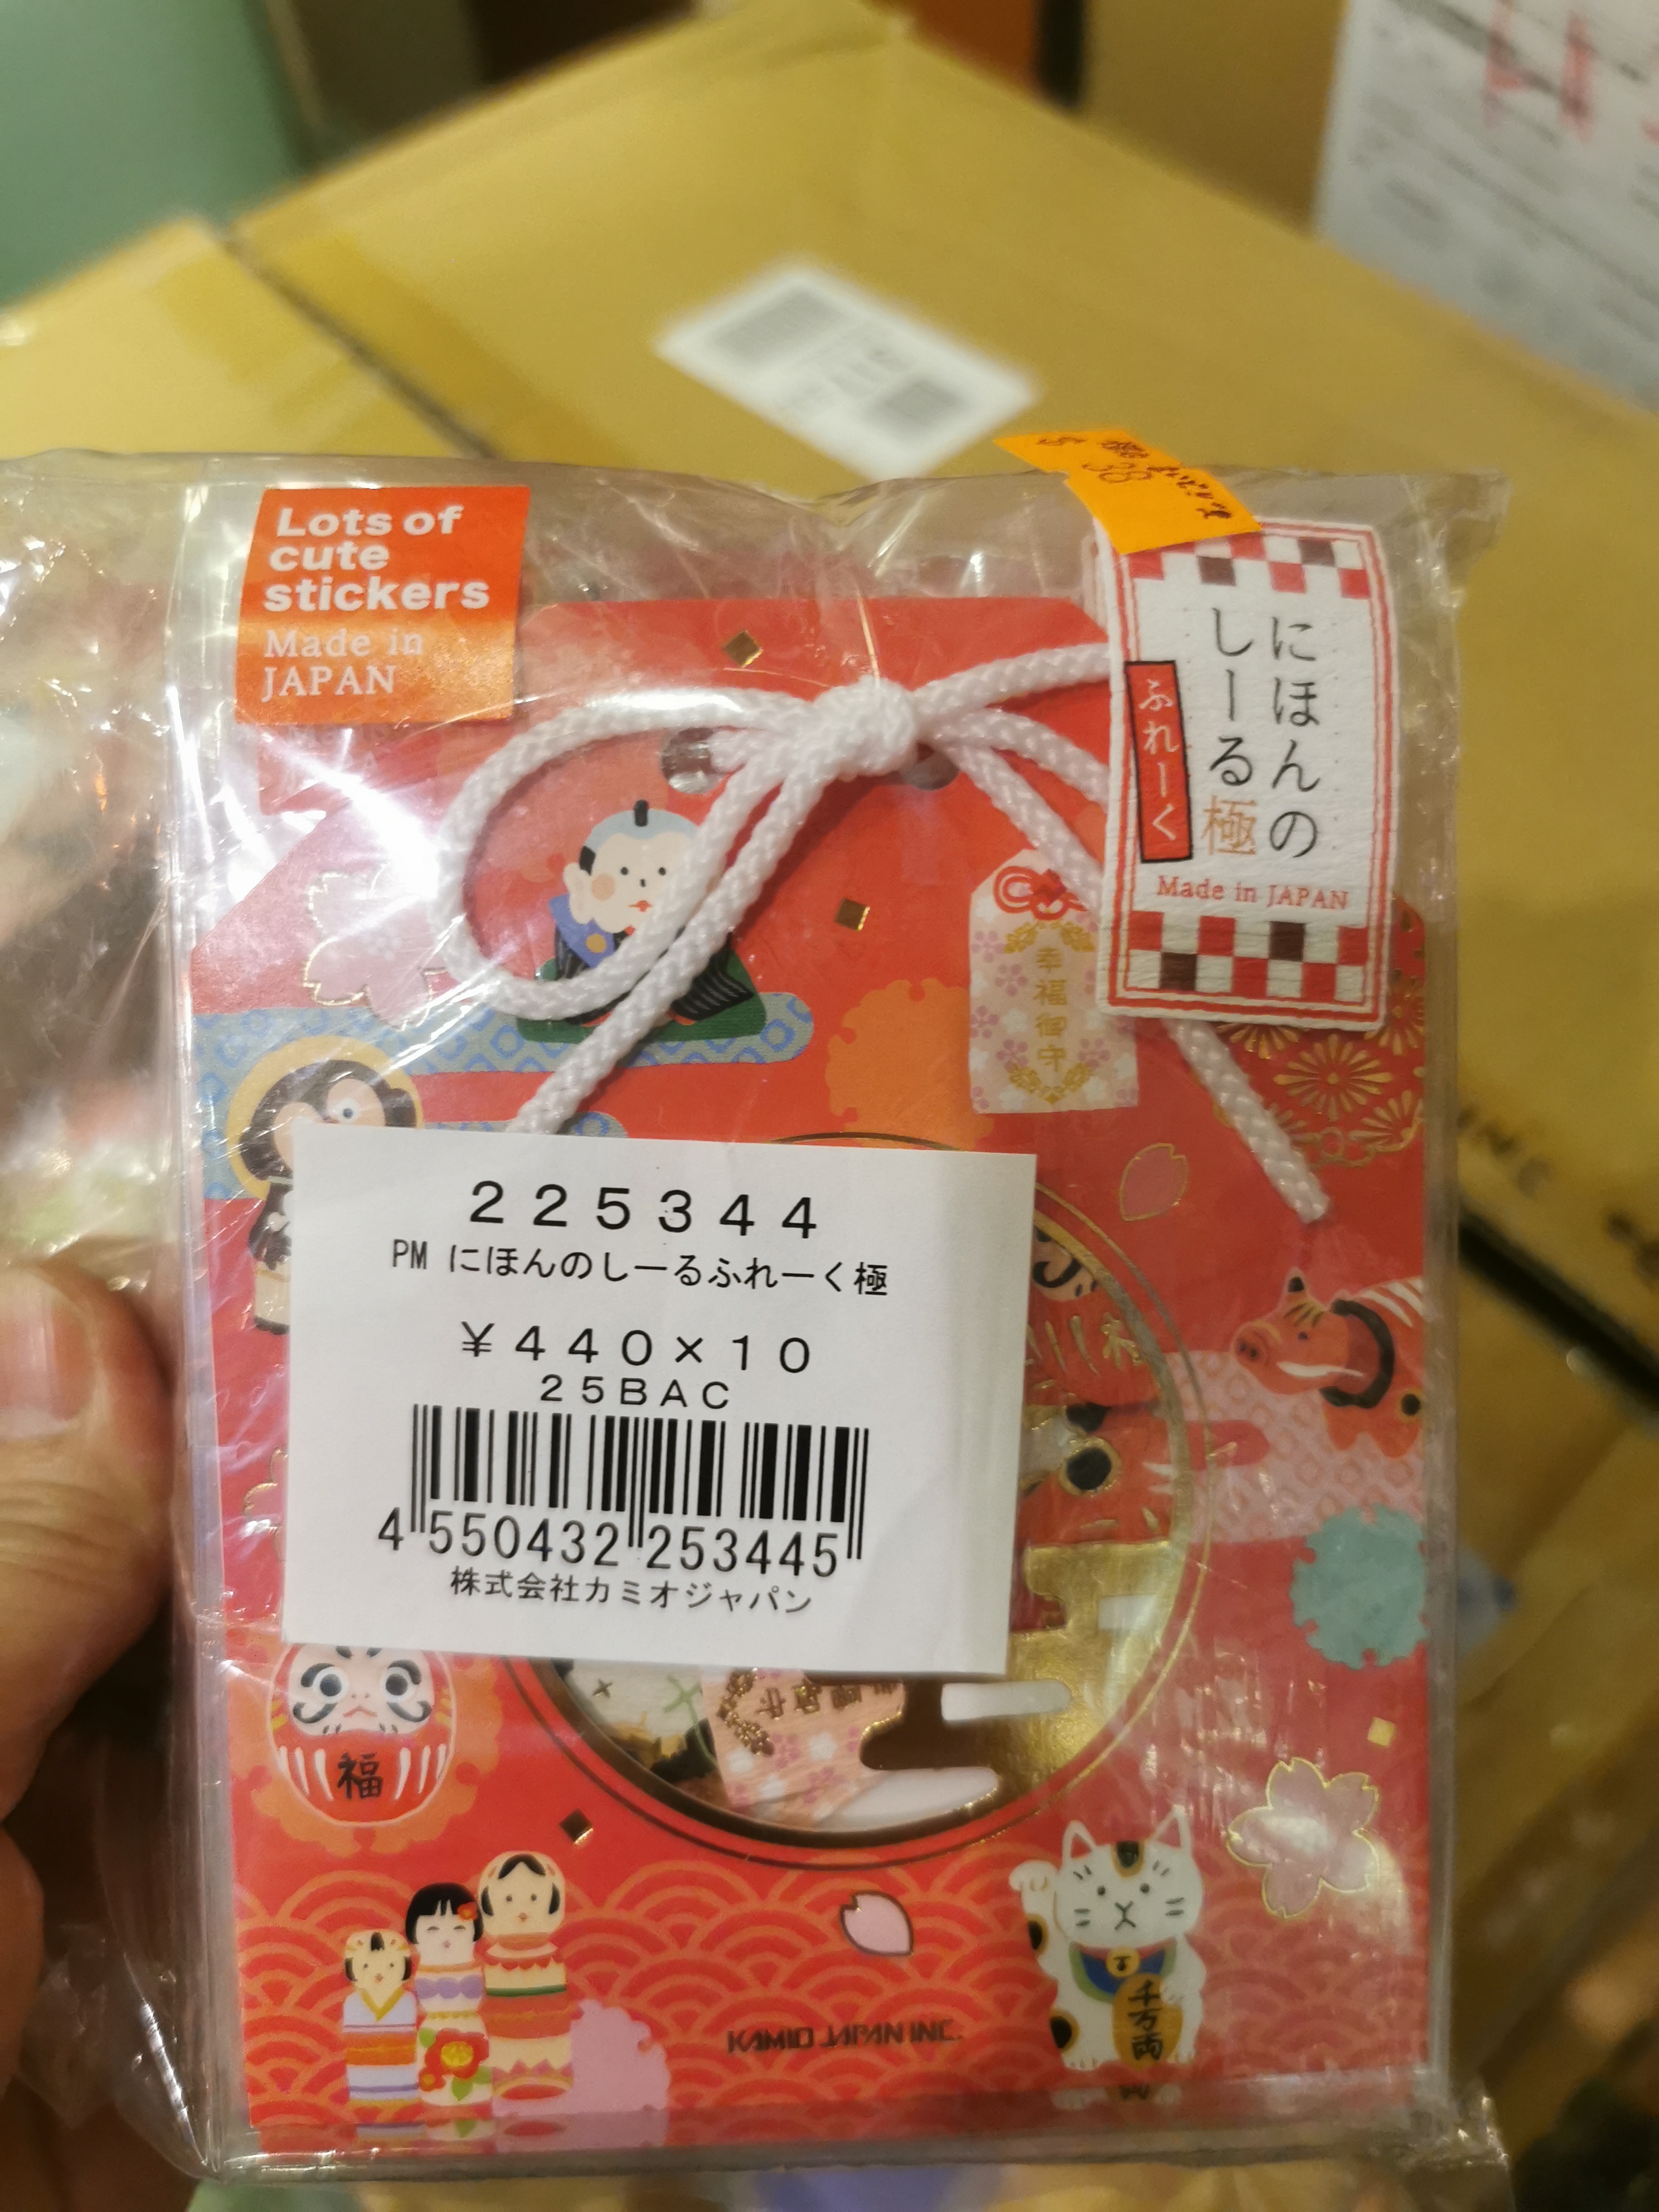 Lots of
cute
stickers
Made in
JAPAN
$ 38
にほんの
しーる極
ふれーく
Made in JAPAN
幸福御守
225344
PM にほんのしーるふれーく極
¥440×10
25BAC
4 550432 253445
株式会社カミオジャパン
福
千万両
KAMIO JAPAN INC.